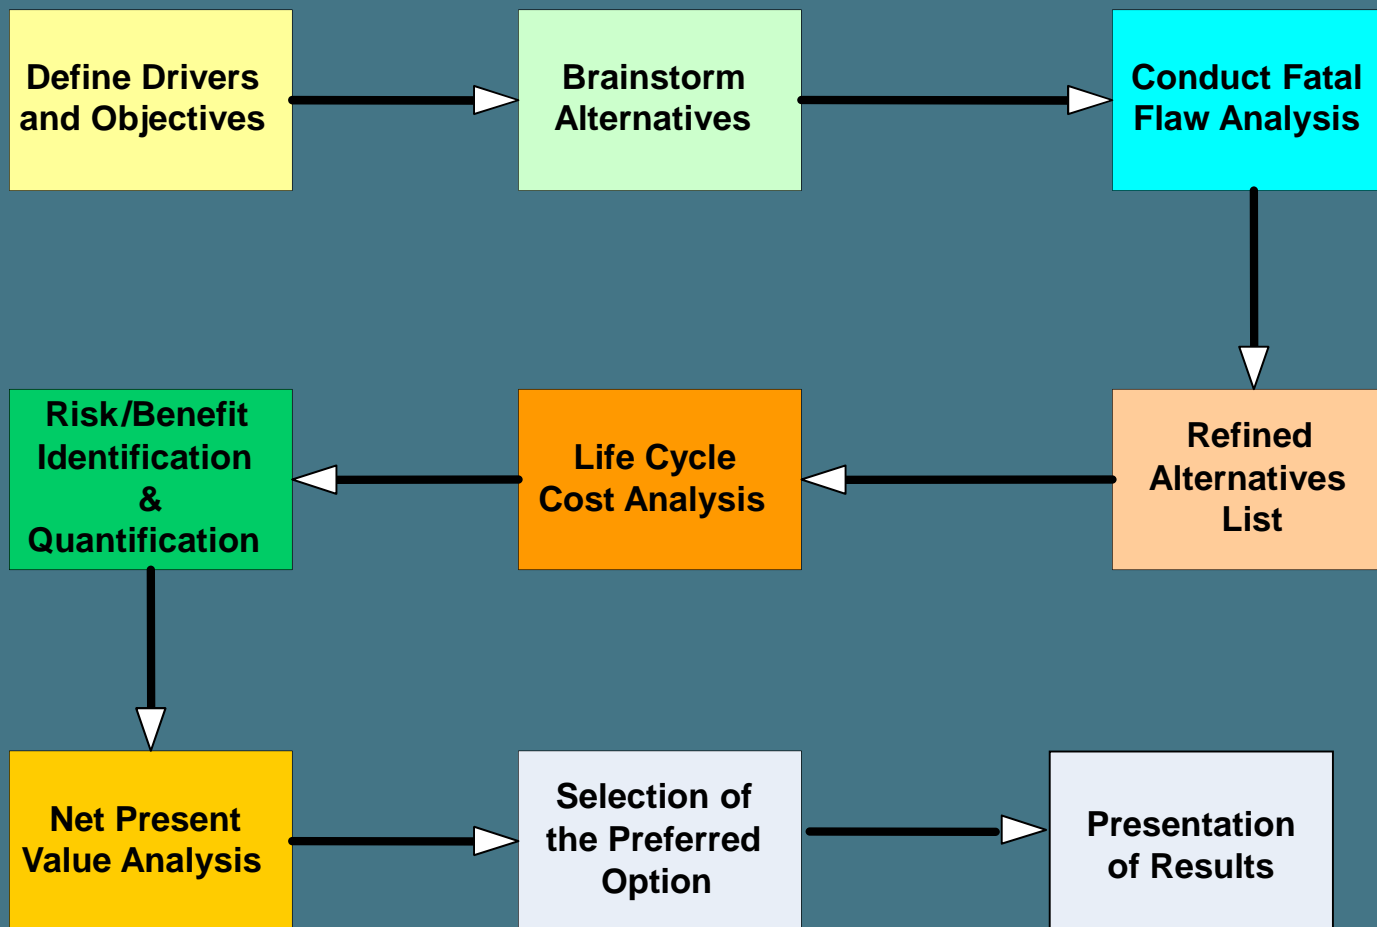 Define Drivers
and Objectives
Brainstorm
Alternatives
Conduct Fatal
Flaw Analysis
Refined
Alternatives
List
Life Cycle
Cost Analysis
Risk/Benefit
Identification
&
Quantification
Net Present
Value Analysis
Selection of
the Preferred
Option
Presentation
of Results